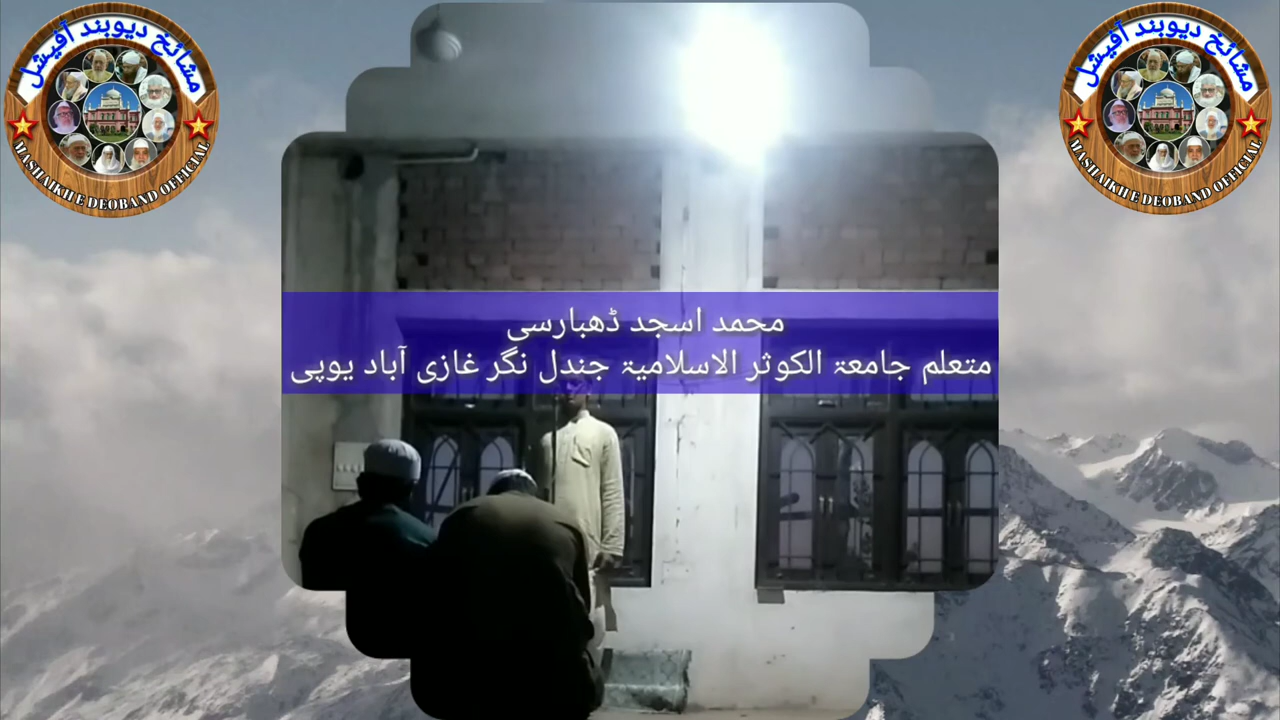 مشائخ دیوبند آفیشل
MASHAIKH E DEOBAND OFFICIAL
مشائخ دیوبند آفیشل
MASHAIKH E DEOBAND OFFICIAL
محمد اسجد ڈھبارسی
متعلم جامعۃ الکوثر الاسلامیۃ جندل نگر غازی آباد یوپی